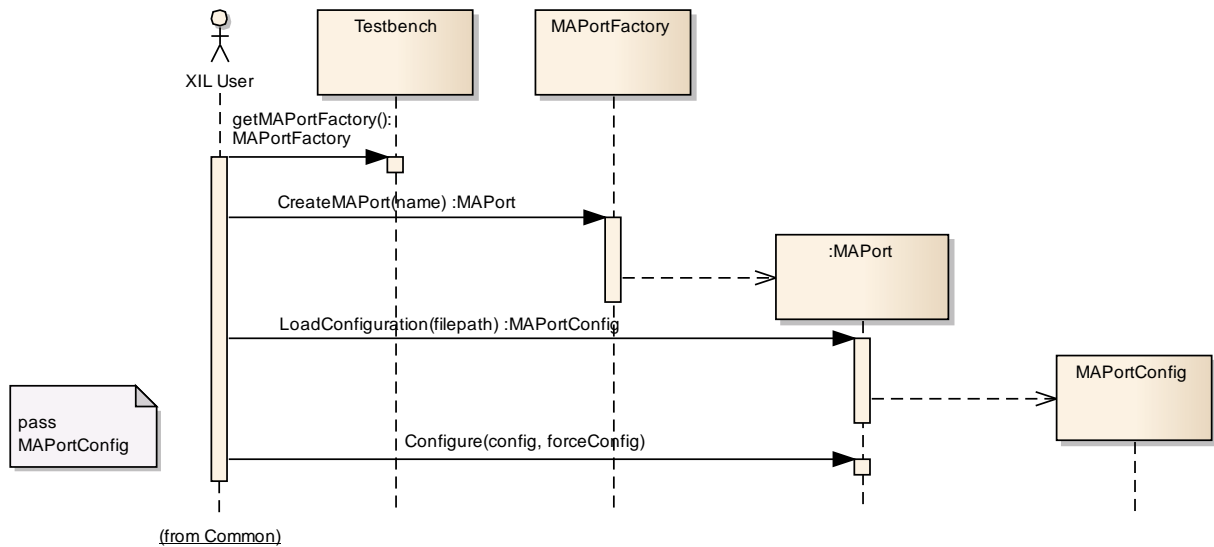 Testbench
MAPortFactory
XIL User
getMAPortFactory():
MAPortFactory
CreateMAPort(name) :MAPort
:MAPort
LoadConfiguration(filepath) :MAPortConfig
MAPortConfig
pass
MAPortConfig
Configure(config, forceConfig)
(from Common)